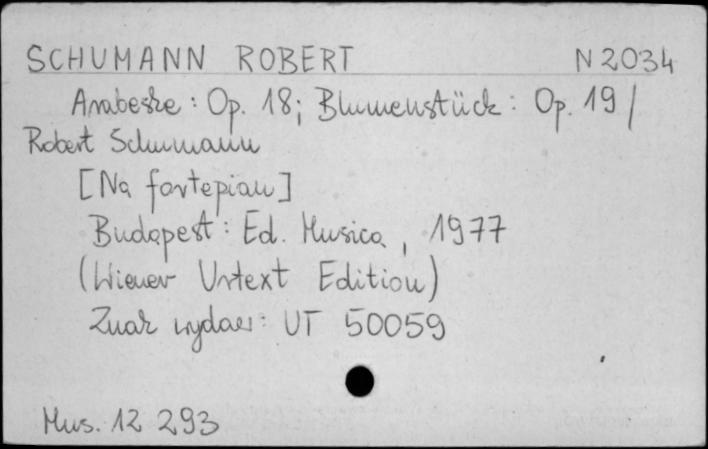 SCHUMANN ROBERT N 2034
Arabeske : Op. 18; Blumenstück : Op. 19 /
Robert Schumann
[Na fortepian]
Budapest : Ed. Musica, 1977
(Wiener Urtext Edition)
Znak wydaw: UT 50059
Mus. 12 293